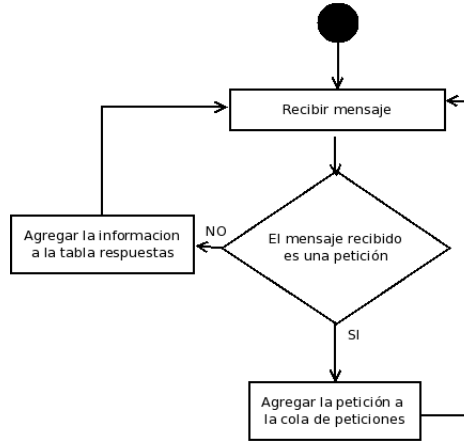 Recibir mensaje
El mensaje recibido
es una petición
NO
Agregar la informacion
a la tabla respuestas
SI
Agregar la petición a
la cola de peticiones